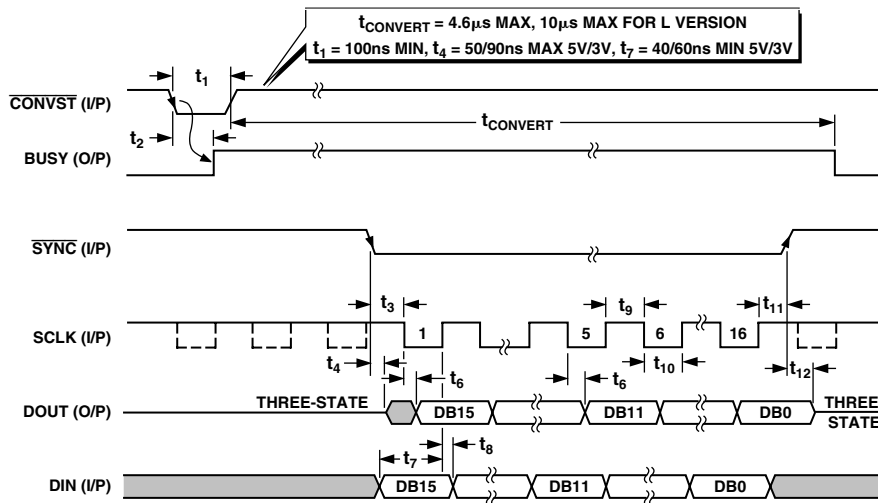 tCONVERT = 4.6μs MAX, 10μs MAX FOR L VERSION
t1 = 100ns MIN, t4 = 50/90ns MAX 5V/3V, t7 = 40/60ns MIN 5V/3V
t1
CONVST (I/P)
tCONVERT
t2
BUSY (O/P)
SYNC (I/P)
t3
t9
t11
SCLK (I/P)
1
5
6
16
t4
t6
t6
t10
t12
DOUT (O/P)
THREE-STATE
DB15
DB11
DB0
THREE
STATE
t7
t8
DIN (I/P)
DB15
DB11
DB0